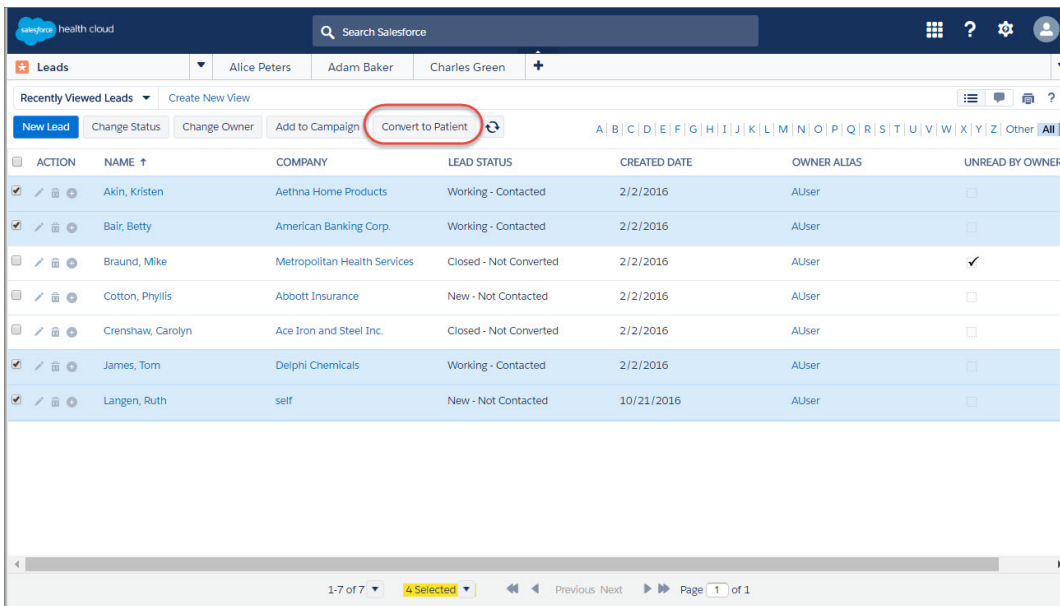 salesforce health cloud Search Salesforce ?
Leads Alice Peters Adam Baker Charles Green +
Recently Viewed Leads Create New View ?
New Lead Change Status Change Owner Add to Campaign Convert to Patient A | B | C | D | E | F | G | H | I | J | K | L | M | N | O | P | Q | R | S | T | U | V | W | X | Y | Z | Other All
ACTION NAME ↑ COMPANY LEAD STATUS CREATED DATE OWNER ALIAS UNREAD BY OWNER
Akin, Kristen Aethna Home Products Working - Contacted 2/2/2016 AUser
Bair, Betty American Banking Corp. Working - Contacted 2/2/2016 AUser
Braund, Mike Metropolitan Health Services Closed - Not Converted 2/2/2016 AUser
Cotton, Phyllis Abbott Insurance New - Not Contacted 2/2/2016 AUser
Crenshaw, Carolyn Ace Iron and Steel Inc. Closed - Not Converted 2/2/2016 AUser
James, Tom Delphi Chemicals Working - Contacted 2/2/2016 AUser
Langen, Ruth self New - Not Contacted 10/21/2016 AUser
1-7 of 7 4 Selected Previous Next Page 1 of 1